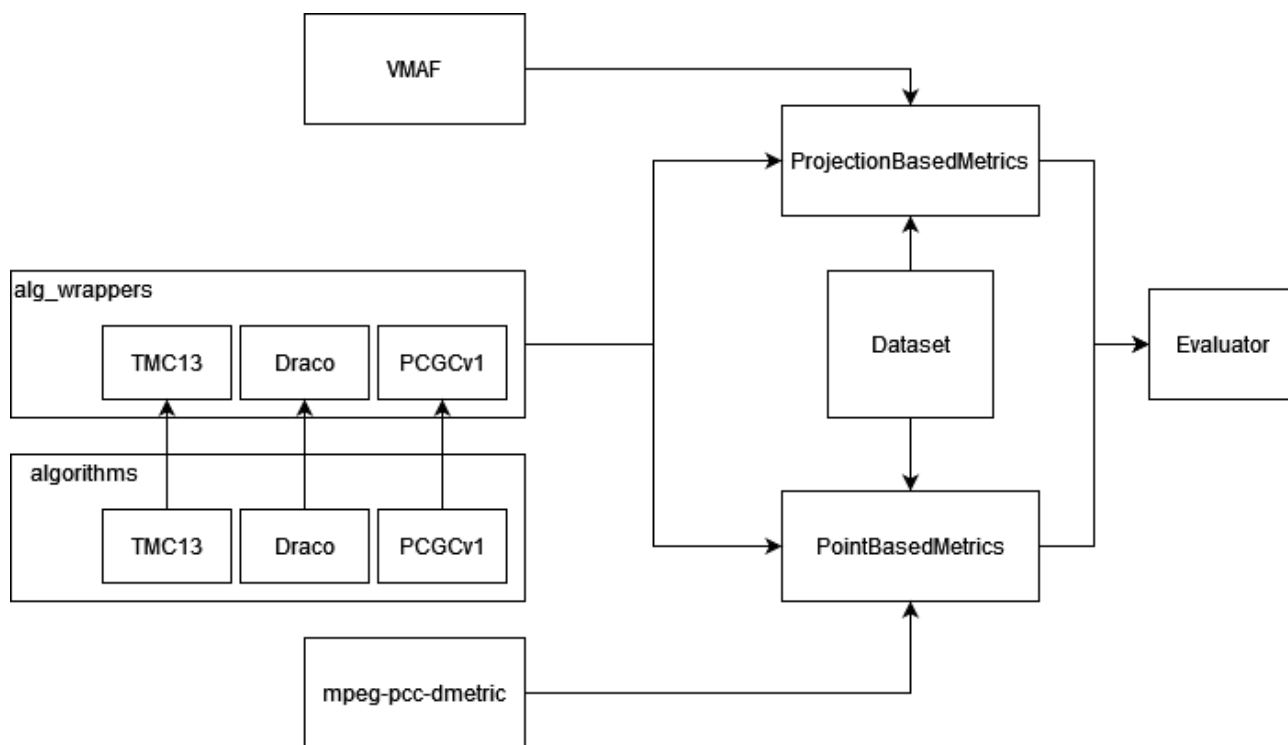 VMAF
ProjectionBasedMetrics
alg_wrappers
TMC13
Draco
PCGCv1
Dataset
Evaluator
algorithms
TMC13
Draco
PCGCv1
PointBasedMetrics
mpeg-pcc-dmetric